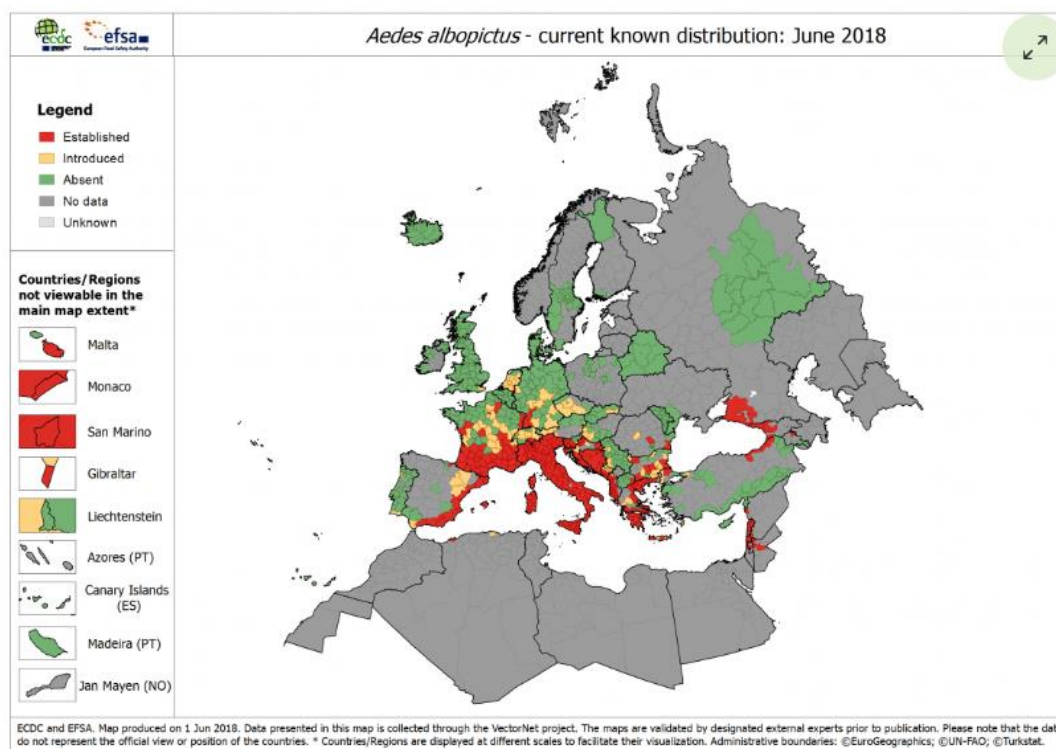 ecdc
efsa
European Food Safety Authority
Aedes albopictus - current known distribution: June 2018
Legend
Established
Introduced
Absent
No data
Unknown
Countries/Regions
not viewable in the
main map extent*
Malta
Monaco
San Marino
Gibraltar
Liechtenstein
Azores (PT)
Canary Islands
(ES)
Madeira (PT)
Jan Mayen (NO)
ECDC and EFSA. Map produced on 1 Jun 2018. Data presented in this map is collected through the VectorNet project. The maps are validated by designated external experts prior to publication. Please note that the dat
do not represent the official view or position of the countries. * Countries/Regions are displayed at different scales to facilitate their visualization. Administrative boundaries: ©EuroGeographics; ©UN-FAO; ©Turkstat.